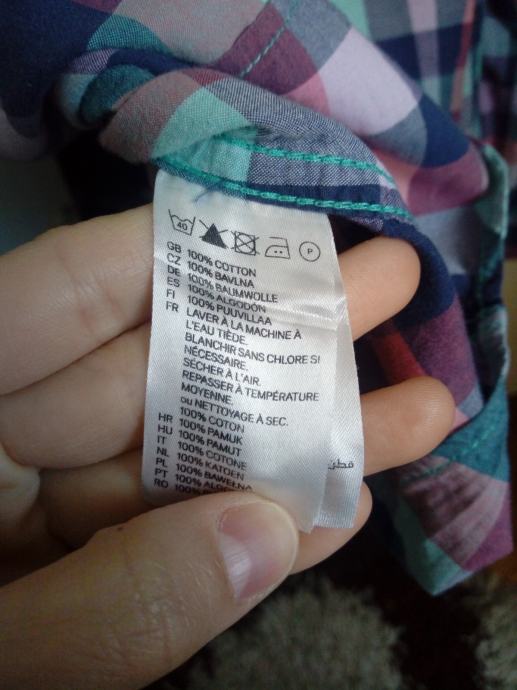 40 P
GB 100% COTTON
CZ 100% BAVLNA
DE 100% BAUMWOLLE
ES 100% ALGODÓN
FI 100% PUUVILLAA
FR LAVER À LA MACHINE À
L'EAU TIÈDE.
BLANCHIR SANS CHLORE SI
NÉCESSAIRE.
SÉCHER À L'AIR.
REPASSER À TEMPÉRATURE
MOYENNE.
ou NETTOYAGE À SEC.
HR 100% COTON
HU 100% PAMUK
IT 100% PAMUT
NL 100% COTONE
PL 100% KATOEN
PT 100% BAWEŁNA
RO 100% ALGO
قطن